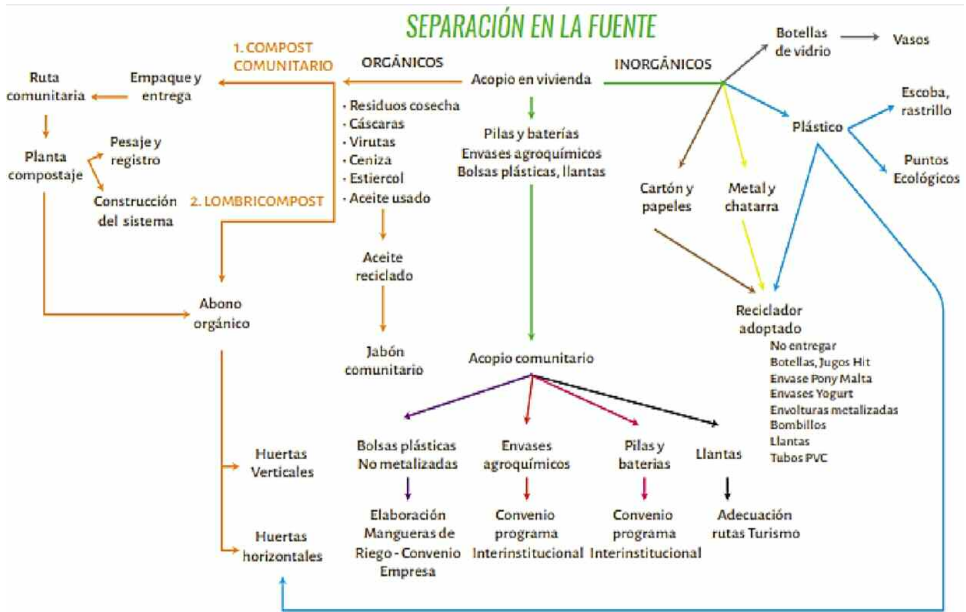 SEPARACIÓN EN LA FUENTE
1. COMPOST
COMUNITARIO
ORGÁNICOS
Acopio en vivienda
INORGÁNICOS
Botellas
de vidrio
Vasos
Ruta
comunitaria
Empaque y
entrega
Escoba,
rastrillo
Plástico
Puntos
Ecológicos
· Residuos cosecha
· Cáscaras
· Virutas
· Ceniza
· Estiercol
· Aceite usado
Pilas y baterías
Envases agroquímicos
Bolsas plásticas, llantas
Planta
compostaje
Pesaje y
registro
Construcción
del sistema
2. LOMBRICOMPOST
Cartón y
papeles
Metal y
chatarra
Aceite
reciclado
Abono
orgánico
Jabón
comunitario
Acopio comunitario
Reciclador
adoptado
No entregar
Botellas, Jugos Hit
Envase Pony Malta
Envases Yogurt
Envolturas metalizadas
Bombillos
Llantas
Tubos PVC
Huertas
Verticales
Bolsas plásticas
No metalizadas
Envases
agroquímicos
Pilas y
baterias
Llantas
Huertas
horizontales
Elaboración
Mangueras de
Riego - Convenio
Empresa
Convenio
programa
Interinstitucional
Convenio
programa
Interinstitucional
Adecuación
rutas Turismo